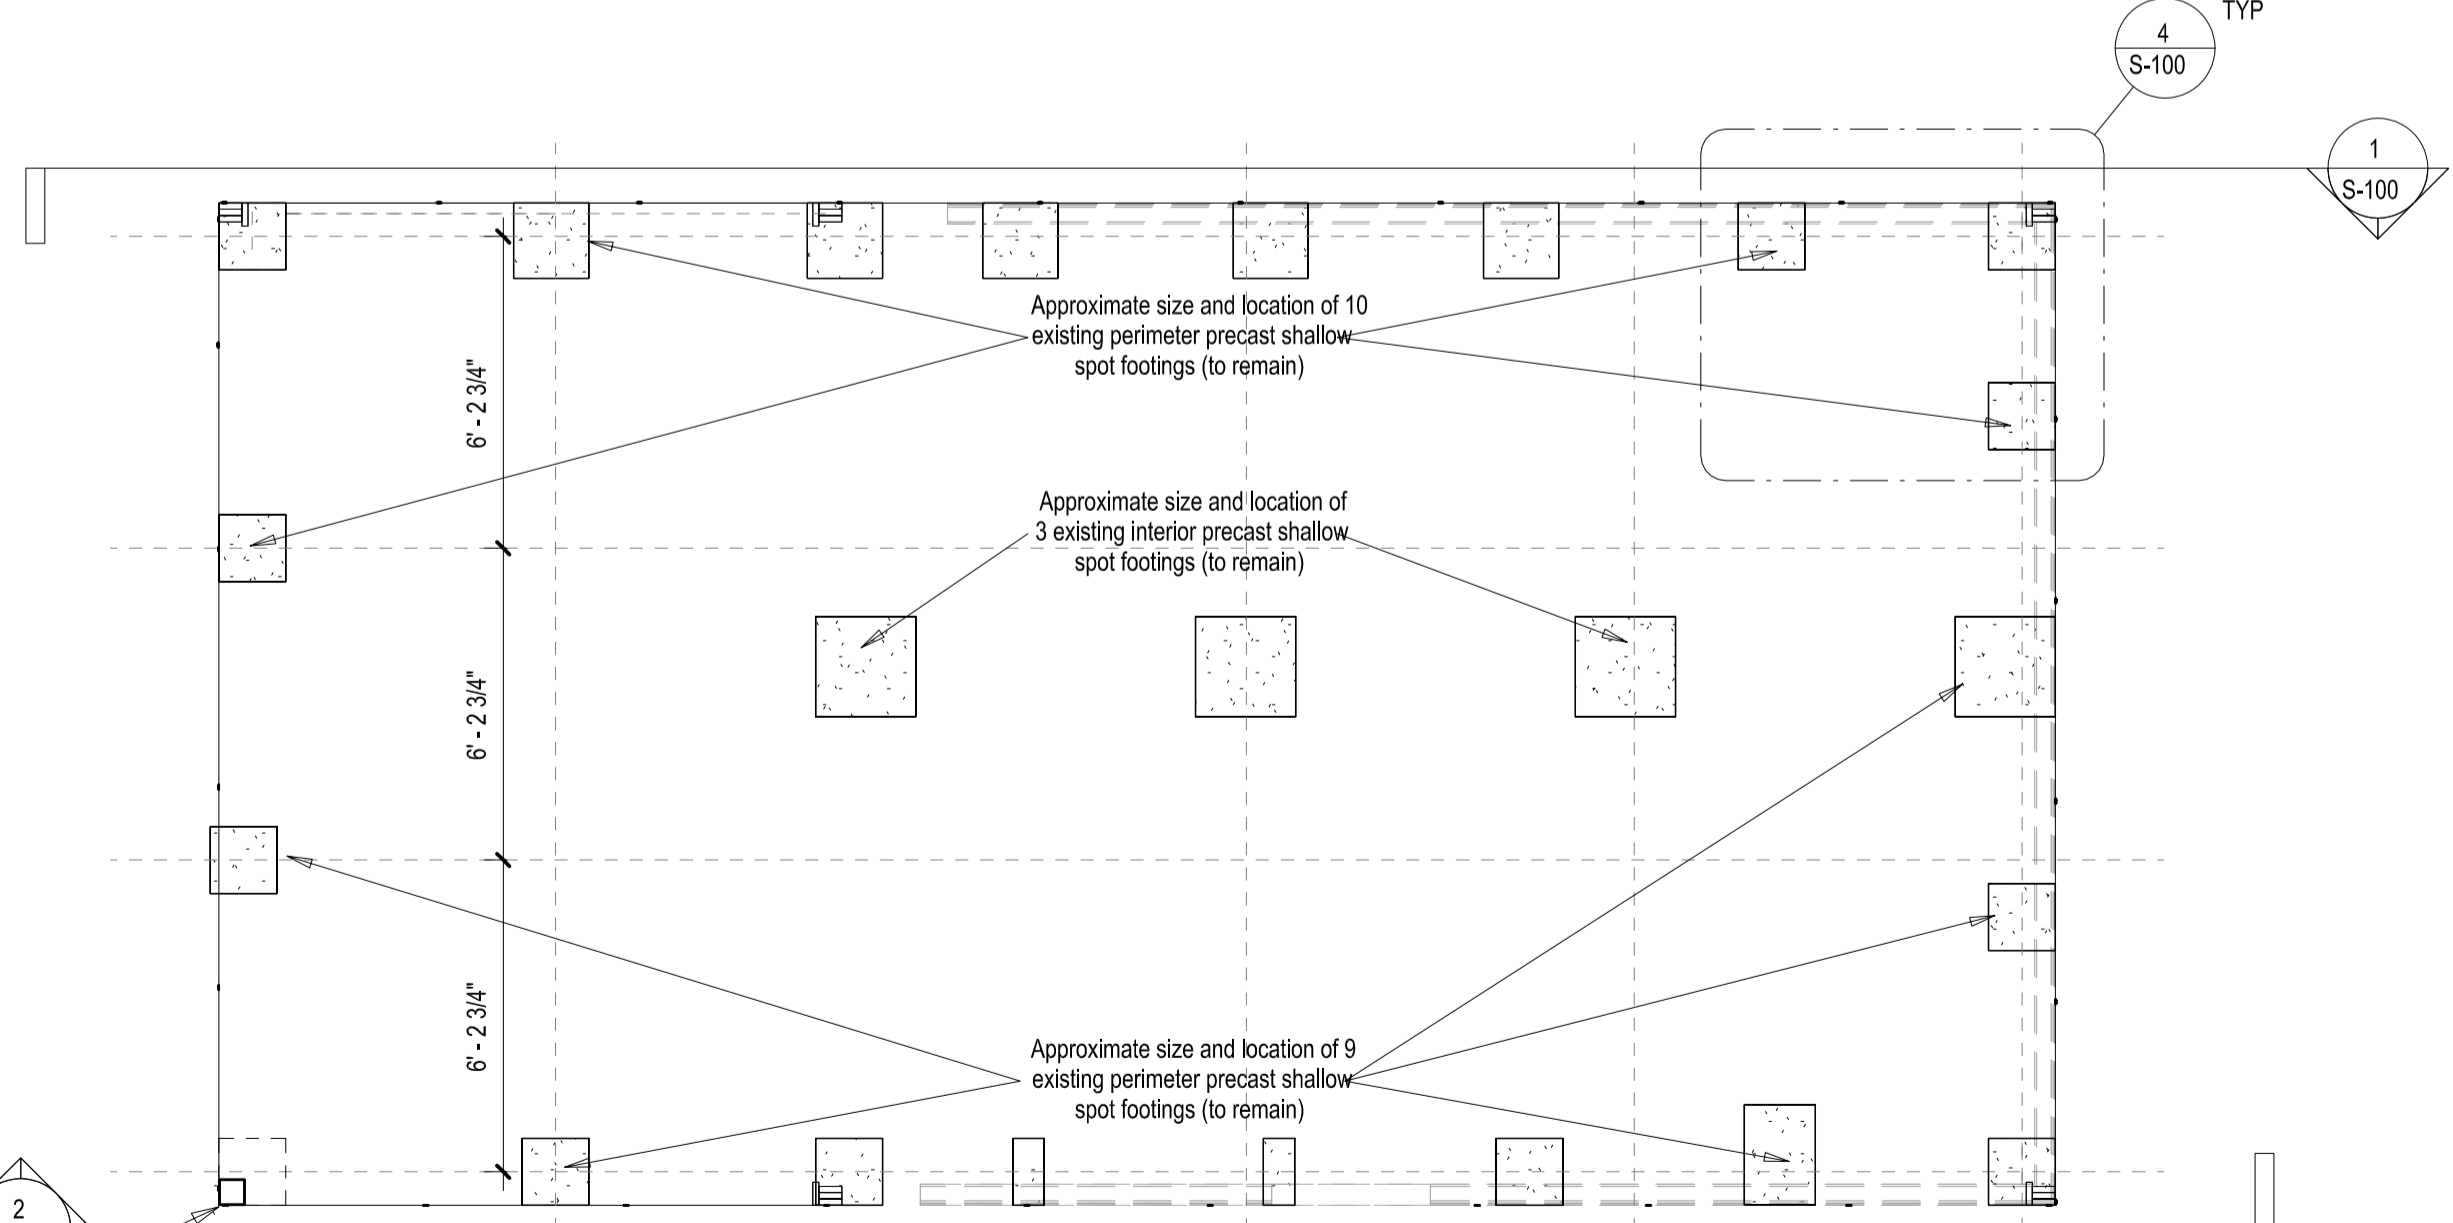 TYP
4
S-100
1
S-100
Approximate size and location of 10
existing perimeter precast shallow
spot footings (to remain)
6' - 2 3/4"
Approximate size and location of
3 existing interior precast shallow
spot footings (to remain)
6' - 2 3/4"
6' - 2 3/4"
Approximate size and location of 9
existing perimeter precast shallow
spot footings (to remain)
2